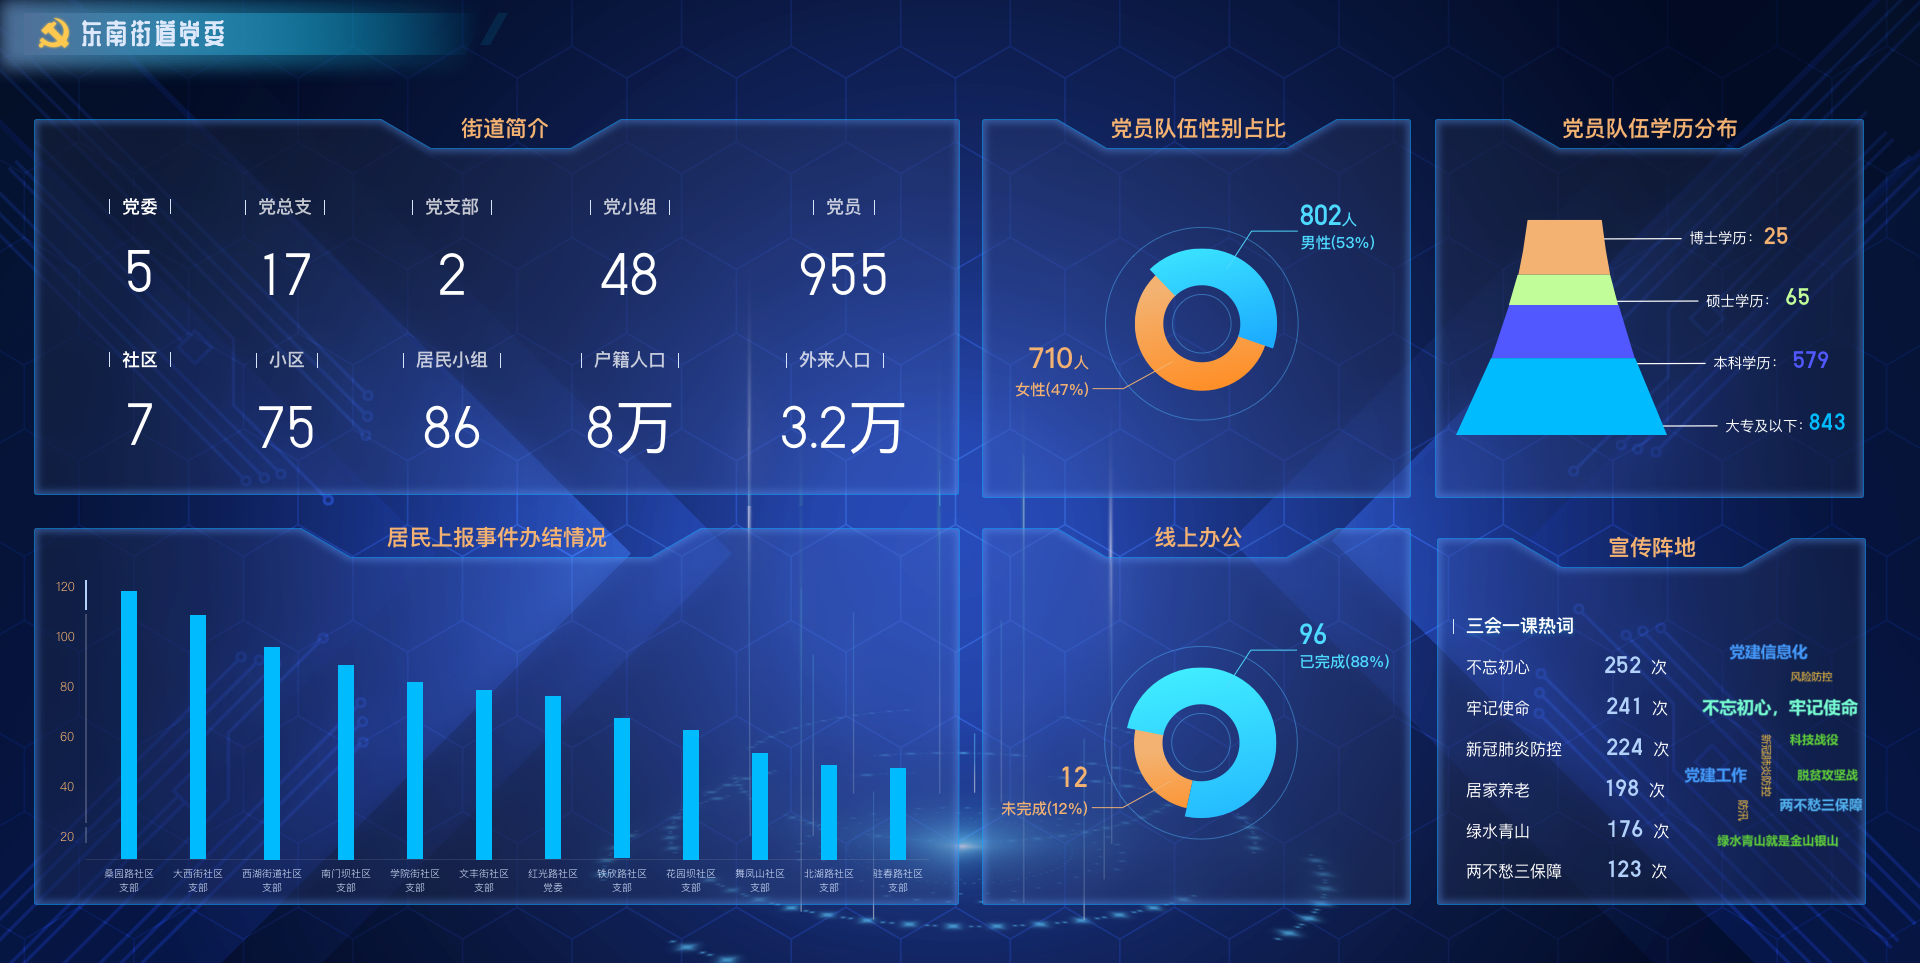 东南街道党委
街道简介
党委 党总支 党支部 党小组 党员
5 17 2 48 955
社区 小区 居民小组 户籍人口 外来人口
7 75 86 8万 3.2万
党员队伍性别占比
802人
男性(53%)
710人
女性(47%)
党员队伍学历分布
博士学历： 25
硕士学历： 65
本科学历： 579
大专及以下： 843
居民上报事件办结情况
120
100
80
60
40
20
桑园路社区 大西街社区 西湖街道社区 南门坝社区 学院街社区 文丰街社区 红光路社区 铁欣路社区 花园坝社区 舞凤山社区 北湖路社区 驻春路社区
支部 支部 支部 支部 支部 支部 党委 支部 支部 支部 支部 支部
线上办公
96
已完成(88%)
12
未完成(12%)
宣传阵地
三会一课热词
不忘初心 252 次
牢记使命 241 次
新冠肺炎防控 224 次
居家养老 198 次
绿水青山 176 次
两不愁三保障 123 次
党建信息化
风险防控
不忘初心，牢记使命
科技战役
新冠肺炎防控
党建工作
脱贫攻坚战
防汛
两不愁三保障
绿水青山就是金山银山